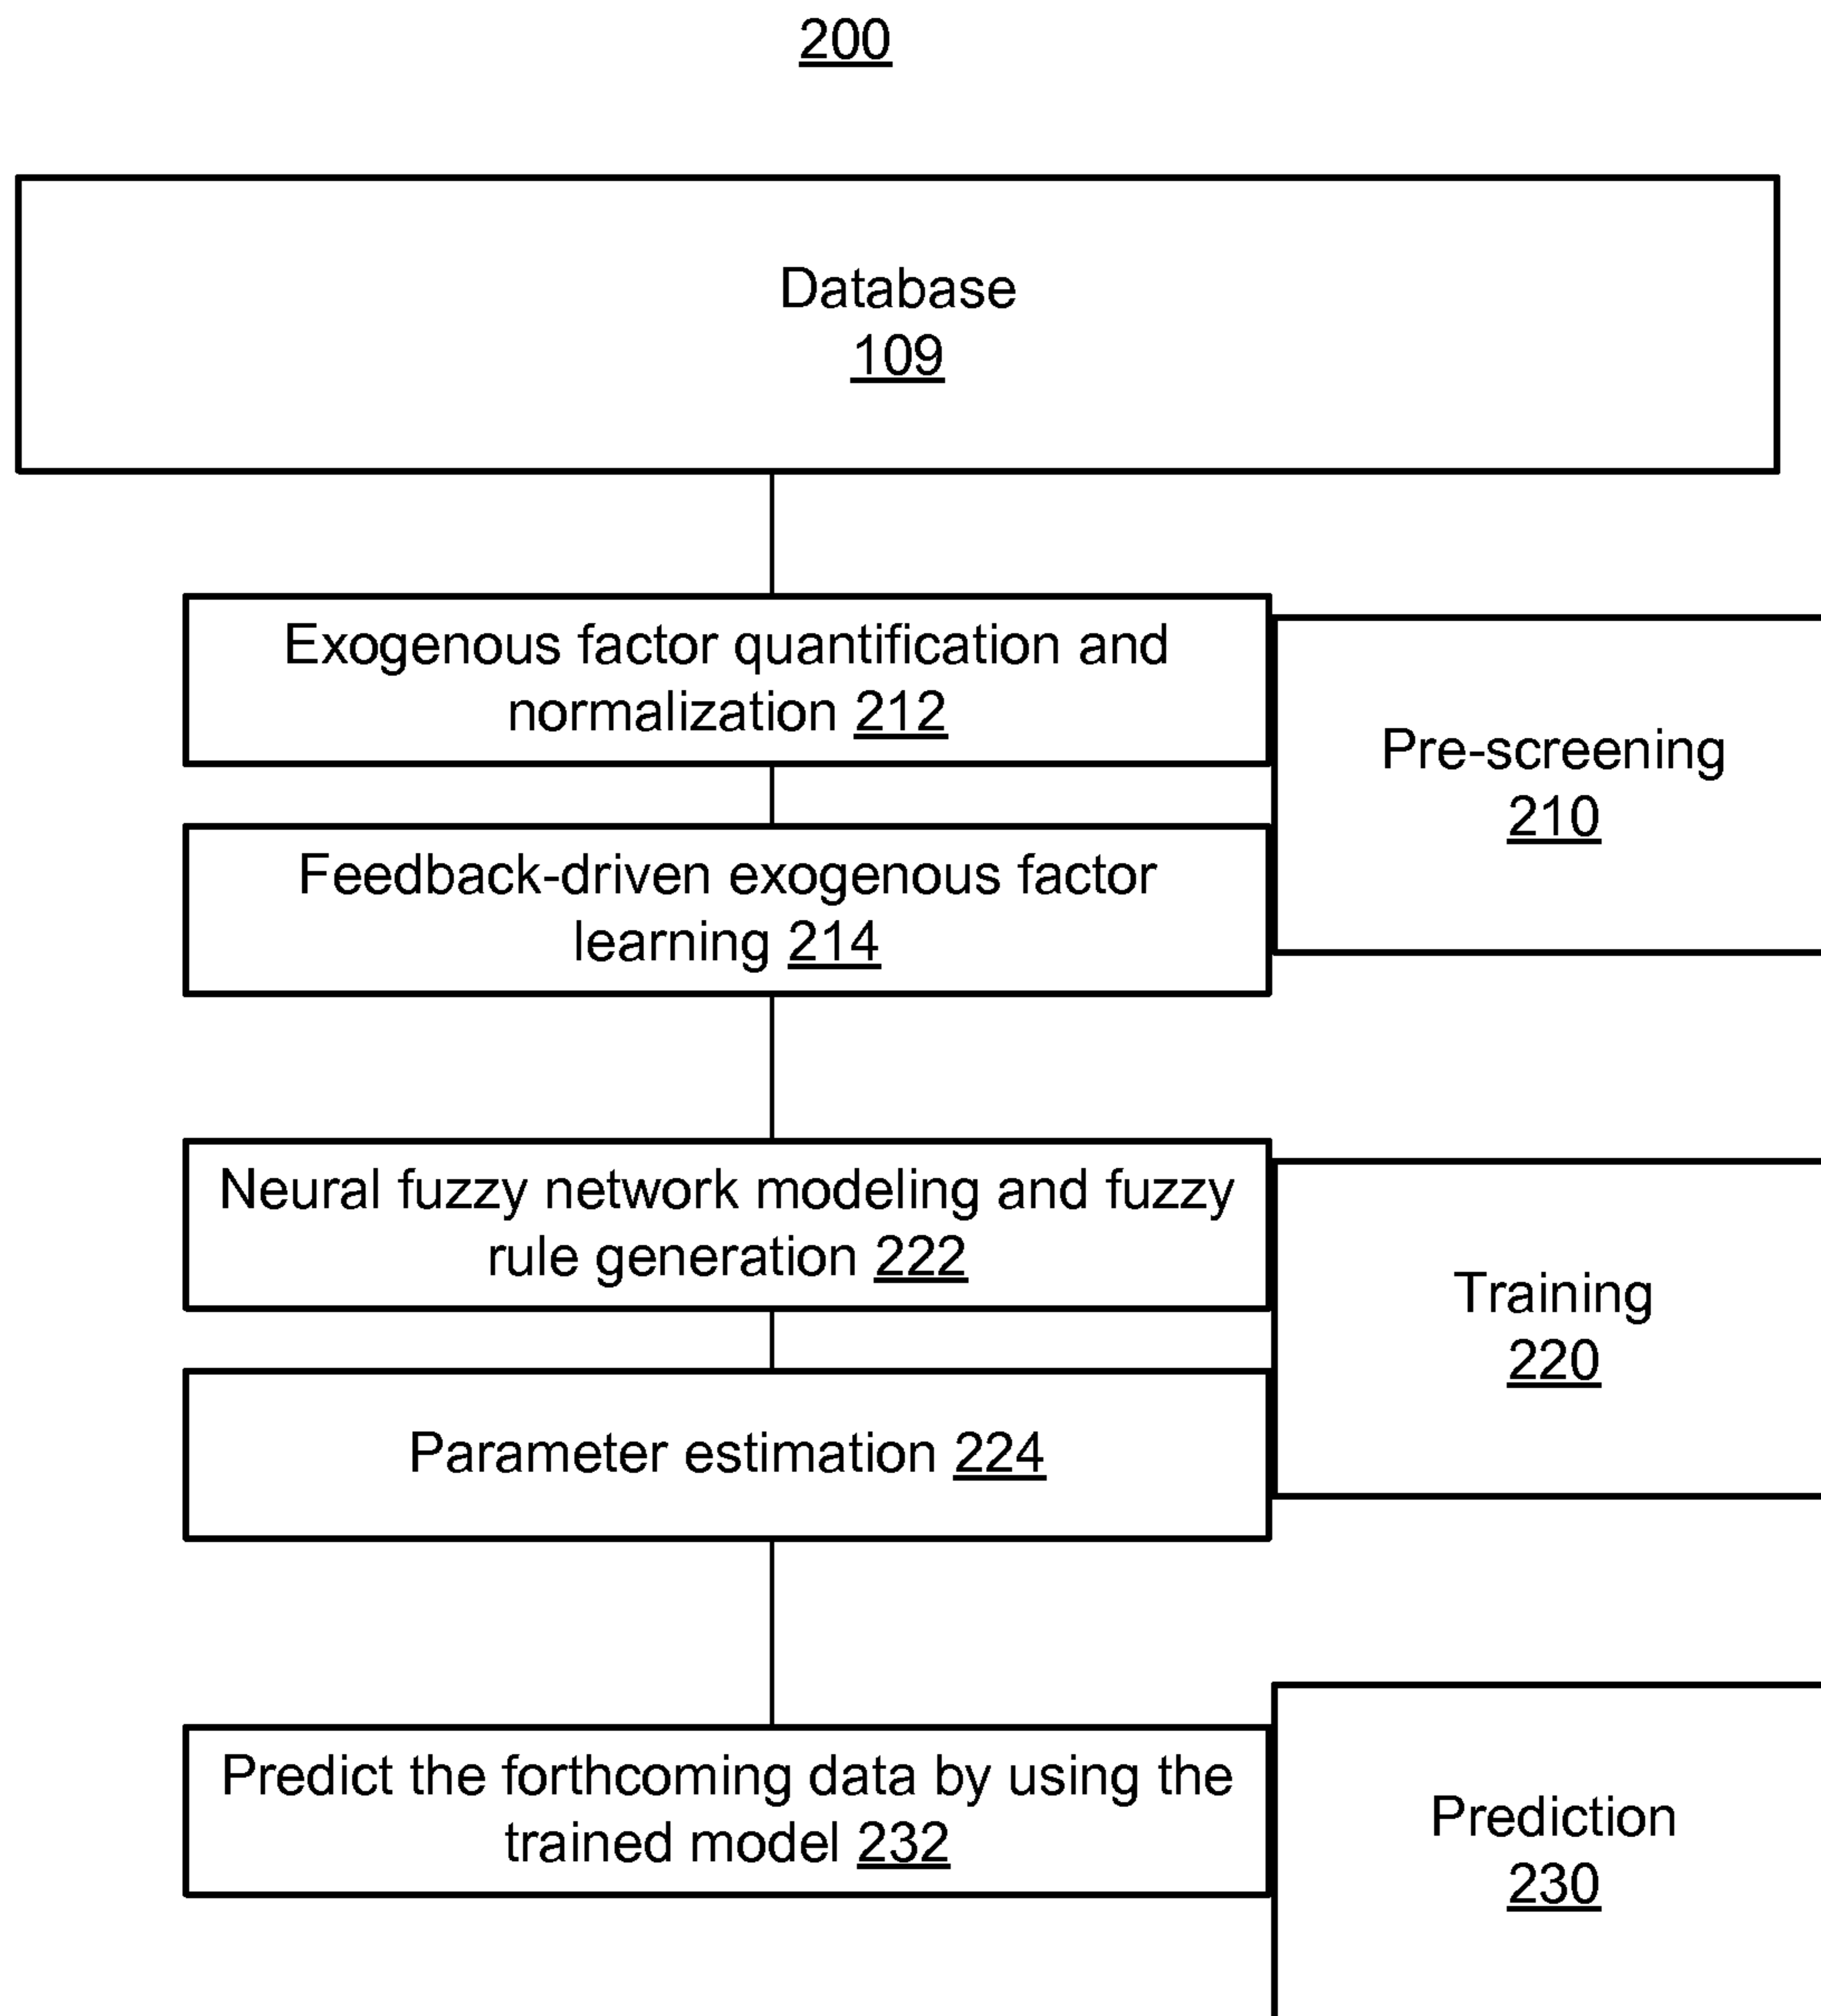 200
Database
109
Exogenous factor quantification and
normalization 212
Pre-screening
210
Feedback-driven exogenous factor
learning 214
Neural fuzzy network modeling and fuzzy
rule generation 222
Training
220
Parameter estimation 224
Predict the forthcoming data by using the
trained model 232
Prediction
230